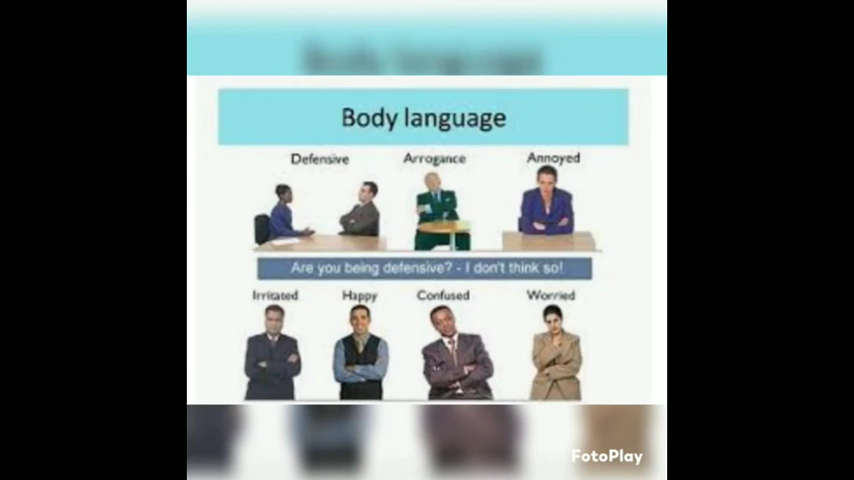 Body language
Defensive Arrogance Annoyed
Are you being defensive? - I don't think so!
Irritated Happy Confused Worried
FotoPlay